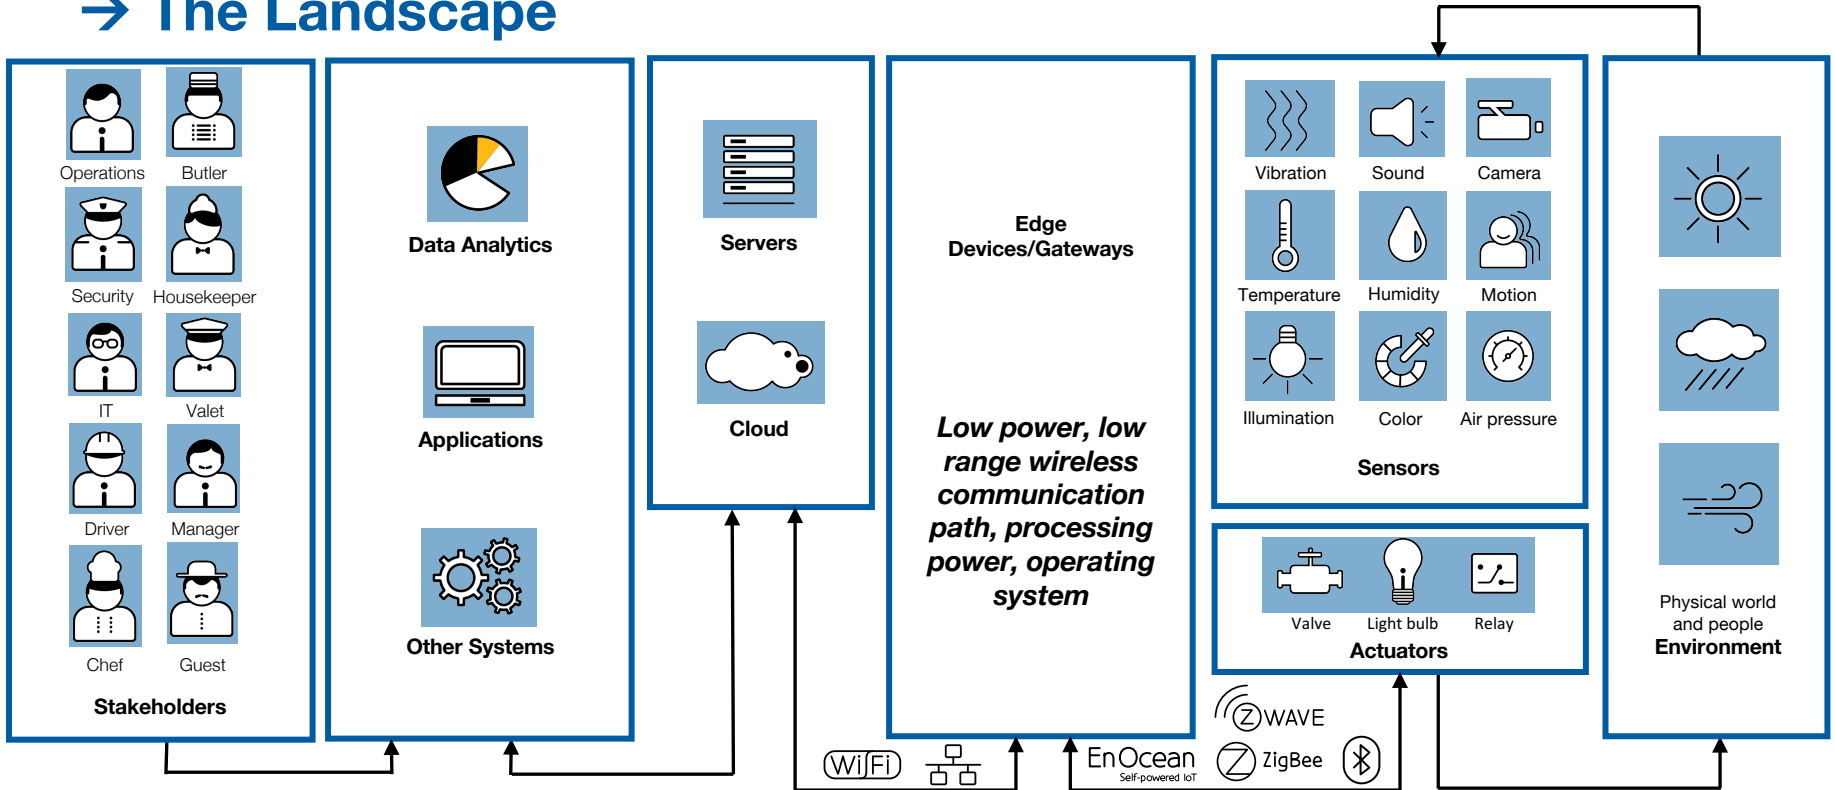 → The Landscape
Operations
Butler
Security
Housekeeper
IT
Valet
Driver
Manager
Chef
Guest
Stakeholders
Data Analytics
Applications
Other Systems
Servers
Cloud
Edge
Devices/Gateways
Low power, low
range wireless
communication
path, processing
power, operating
system
Vibration
Sound
Camera
Temperature
Humidity
Motion
Illumination
Color
Air pressure
Sensors
Valve
Light bulb
Relay
Actuators
Physical world
and people
Environment
WiFi
EnOcean
Self-powered IoT
Z WAVE
ZigBee